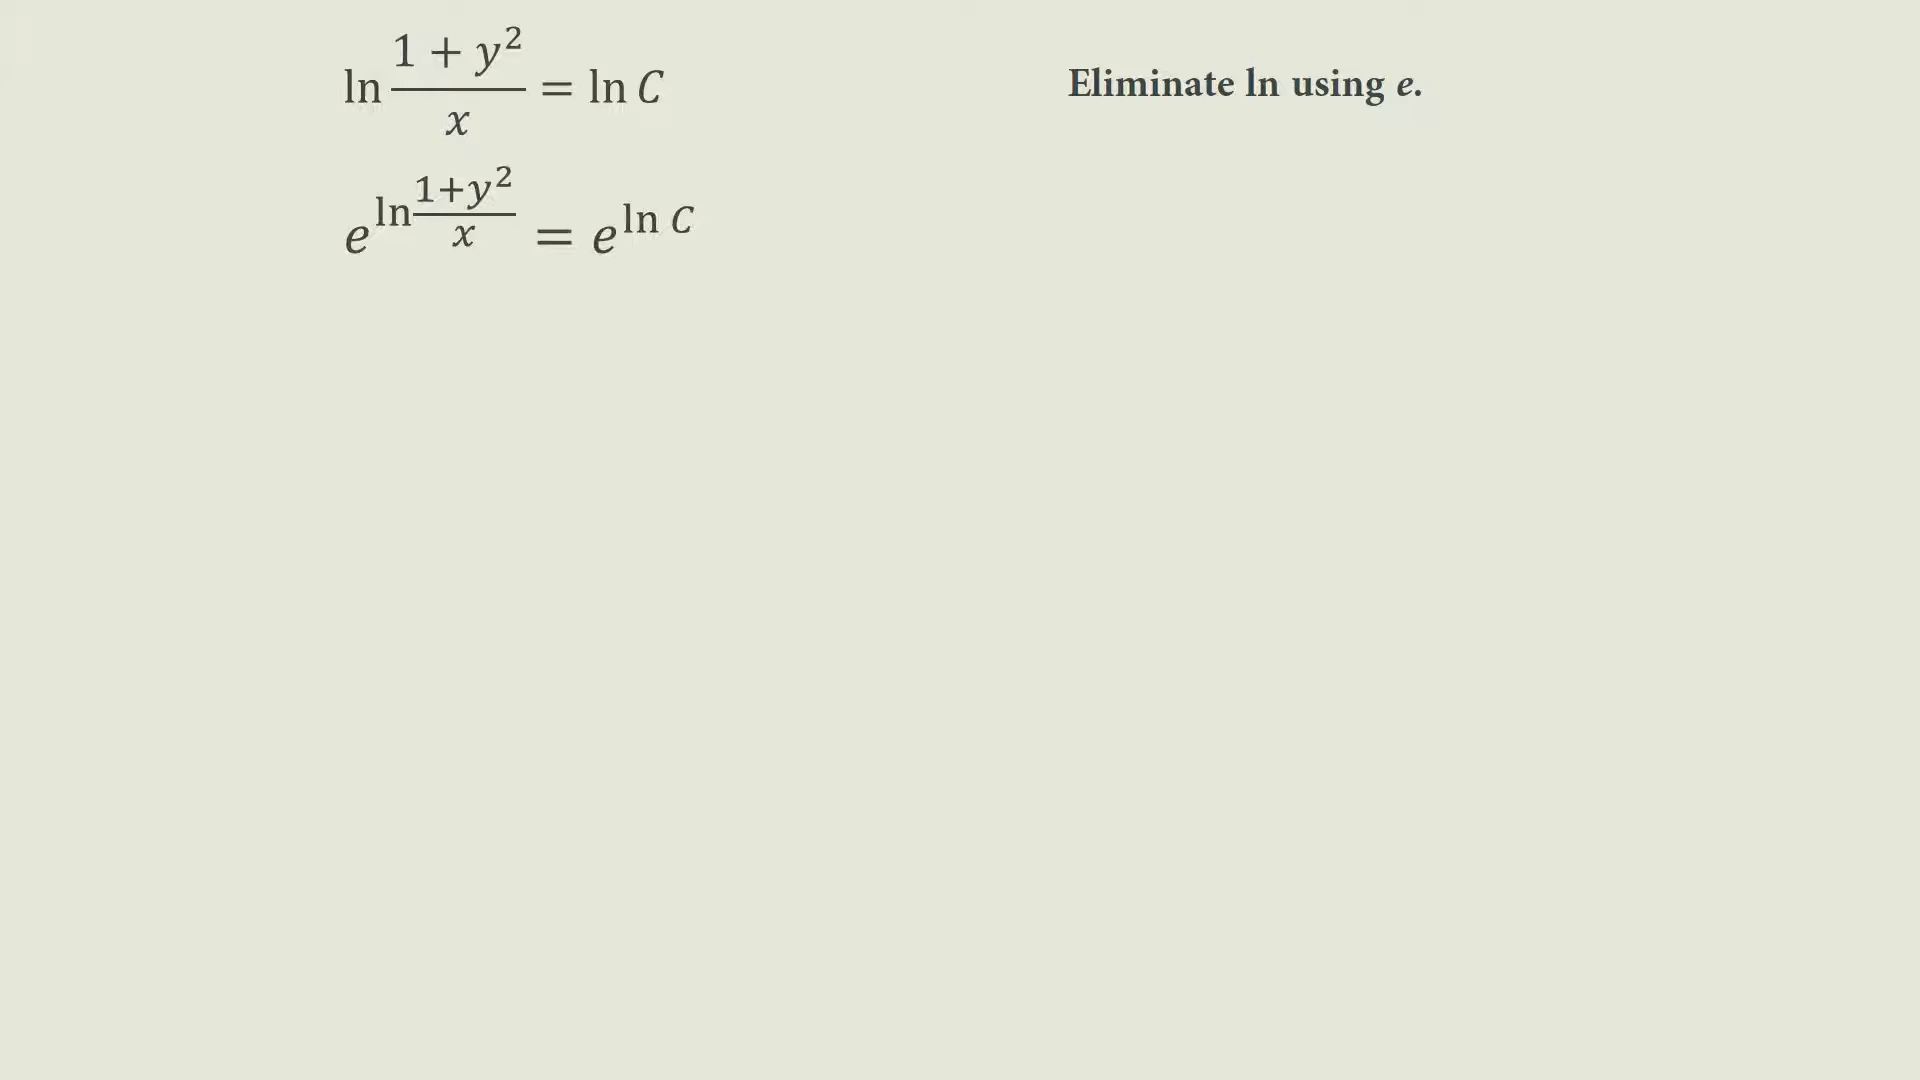 ln (1 + y²)/x = ln C
Eliminate ln using e.
e^(ln (1+y²)/x) = e^(ln C)